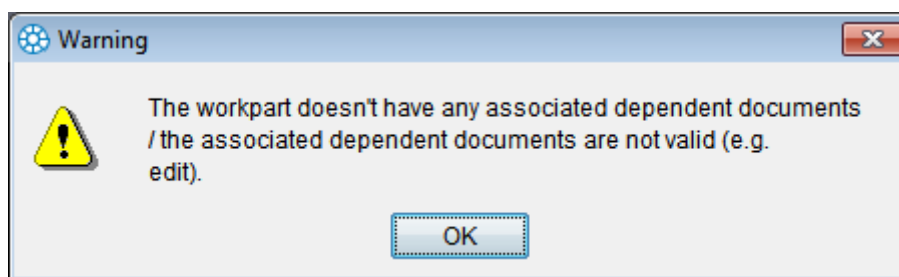 Warning
The workpart doesn't have any associated dependent documents
/ the associated dependent documents are not valid (e.g.
edit).
OK